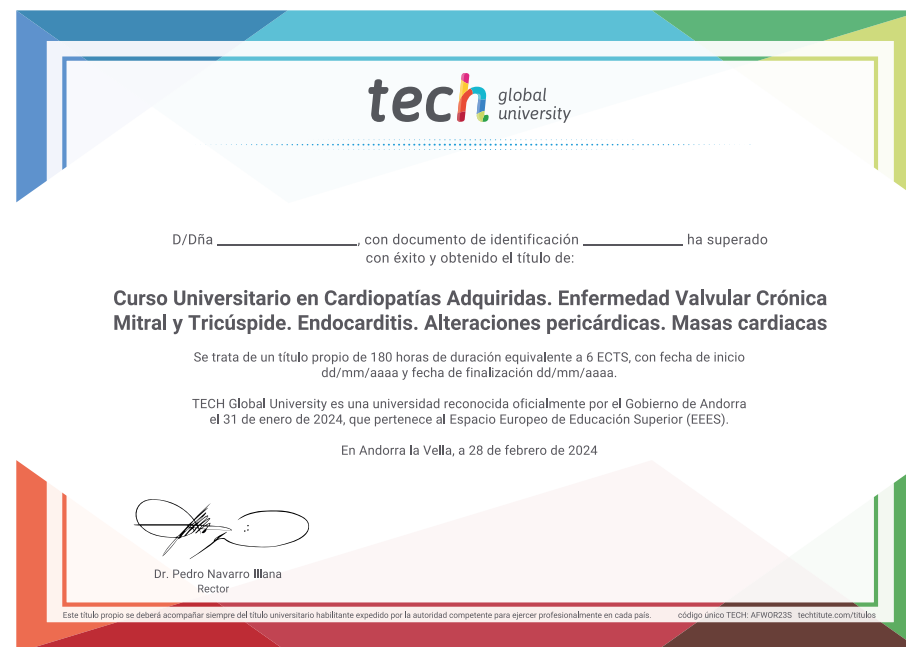 tech global university
D/Dña ____________________, con documento de identificación ______________ ha superado
con éxito y obtenido el título de:
Curso Universitario en Cardiopatías Adquiridas. Enfermedad Valvular Crónica
Mitral y Tricúspide. Endocarditis. Alteraciones pericárdicas. Masas cardiacas
Se trata de un título propio de 180 horas de duración equivalente a 6 ECTS, con fecha de inicio
dd/mm/aaaa y fecha de finalización dd/mm/aaaa.
TECH Global University es una universidad reconocida oficialmente por el Gobierno de Andorra
el 31 de enero de 2024, que pertenece al Espacio Europeo de Educación Superior (EEES).
En Andorra la Vella, a 28 de febrero de 2024
Dr. Pedro Navarro Illana
Rector
Este título propio se deberá acompañar siempre del título universitario habilitante expedido por la autoridad competente para ejercer profesionalmente en cada país. código único TECH: AFWOR23S techtitute.com/titulos